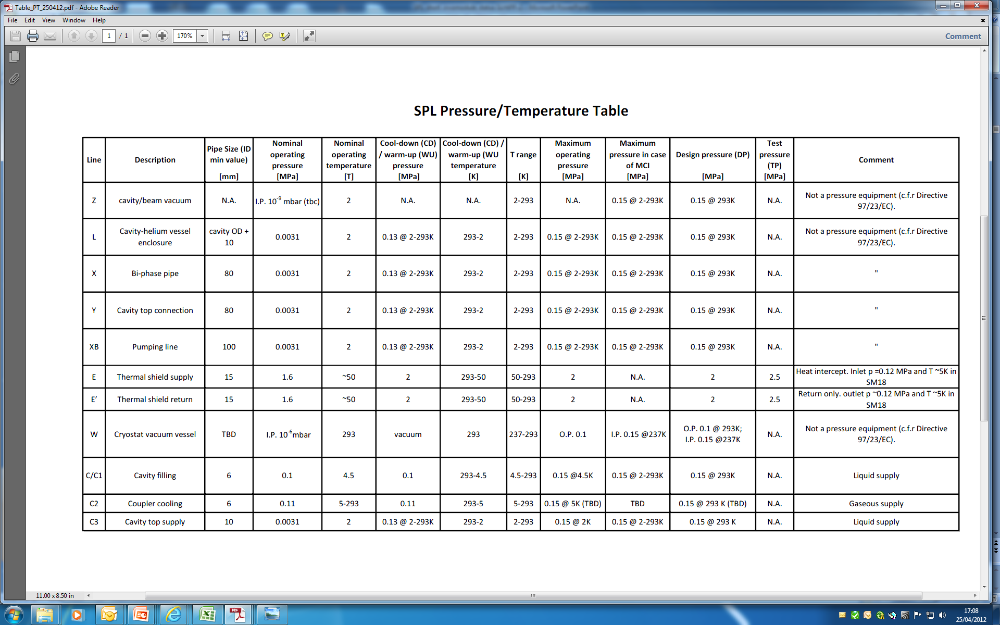 Table_PT_250412.pdf - Adobe Reader
File Edit View Window Help
1 / 1 170% Comment
SPL Pressure/Temperature Table
Line Description Pipe Size (ID min value) [mm] Nominal operating pressure [MPa] Nominal operating temperature [T] Cool-down (CD) / warm-up (WU) pressure [MPa] Cool-down (CD) / warm-up (WU temperature [K] T range [K] Maximum operating pressure [MPa] Maximum pressure in case of MCI [MPa] Design pressure (DP) [MPa] Test pressure (TP) [MPa] Comment
Z cavity/beam vacuum N.A. I.P. 10-9 mbar (tbc) 2 N.A. N.A. 2-293 N.A. 0.15 @ 2-293K 0.15 @ 293K N.A. Not a pressure equipment (c.f.r Directive 97/23/EC).
L Cavity-helium vessel enclosure cavity OD + 10 0.0031 2 0.13 @ 2-293K 293-2 2-293 0.15 @ 2-293K 0.15 @ 2-293K 0.15 @ 293K N.A. Not a pressure equipment (c.f.r Directive 97/23/EC).
X Bi-phase pipe 80 0.0031 2 0.13 @ 2-293K 293-2 2-293 0.15 @ 2-293K 0.15 @ 2-293K 0.15 @ 293K N.A. "
Y Cavity top connection 80 0.0031 2 0.13 @ 2-293K 293-2 2-293 0.15 @ 2-293K 0.15 @ 2-293K 0.15 @ 293K N.A. "
XB Pumping line 100 0.0031 2 0.13 @ 2-293K 293-2 2-293 0.15 @ 2-293K 0.15 @ 2-293K 0.15 @ 293K N.A. "
E Thermal shield supply 15 1.6 ~50 2 293-50 50-293 2 N.A. 2 2.5 Heat intercept. Inlet p =0.12 MPa and T ~5K in SM18
E’ Thermal shield return 15 1.6 ~50 2 293-50 50-293 2 N.A. 2 2.5 Return only. outlet p ~0.12 MPa and T ~5K in SM18
W Cryostat vacuum vessel TBD I.P. 10-6mbar 293 vacuum 293 237-293 O.P. 0.1 I.P. 0.15 @237K O.P. 0.1 @ 293K; I.P. 0.15 @237K N.A. Not a pressure equipment (c.f.r Directive 97/23/EC).
C/C1 Cavity filling 6 0.1 4.5 0.1 293-4.5 4.5-293 0.15 @4.5K 0.15 @ 2-293K 0.15 @ 293K N.A. Liquid supply
C2 Coupler cooling 6 0.11 5-293 0.11 293-5 5-293 0.15 @ 5K (TBD) TBD 0.15 @ 293 K (TBD) N.A. Gaseous supply
C3 Cavity top supply 10 0.0031 2 0.13 @ 2-293K 293-2 2-293 0.15 @ 2K 0.15 @ 2-293K 0.15 @ 293 K N.A. Liquid supply
11.00 x 8.50 in
PDF
17:08
25/04/2012